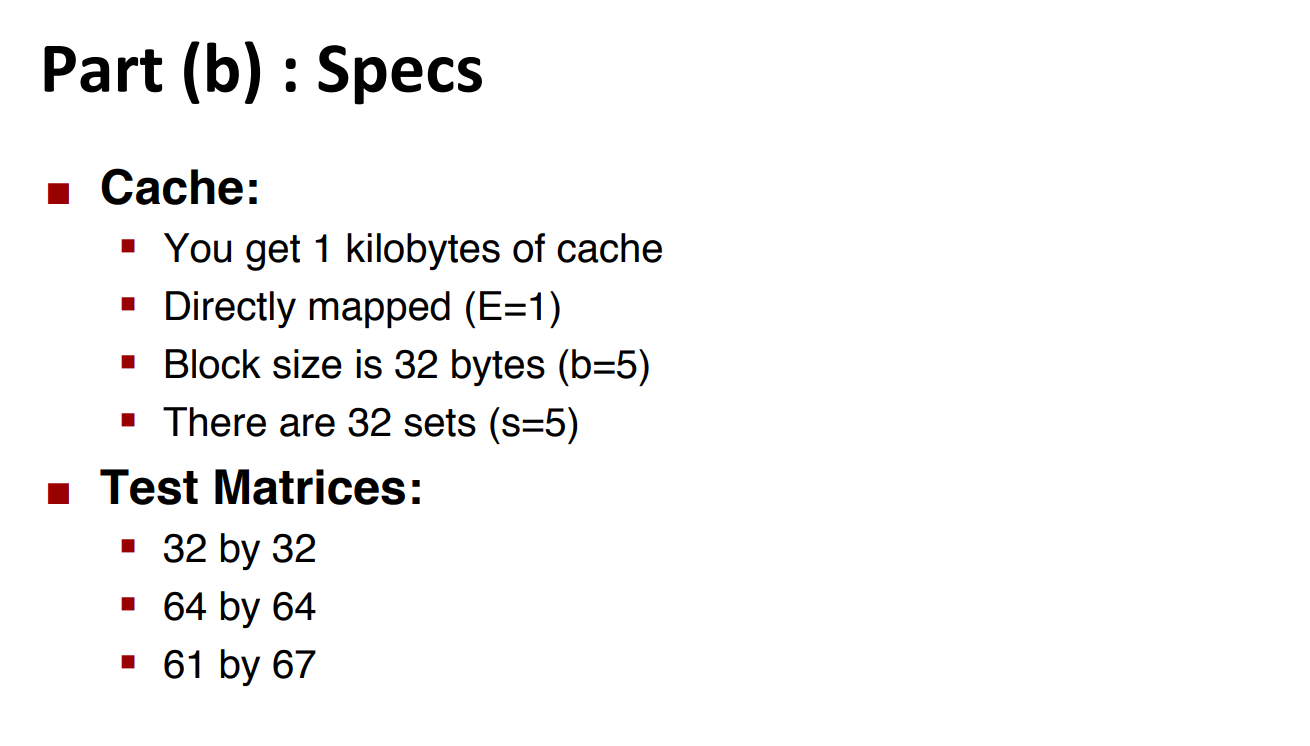 Part (b) : Specs
Cache:
You get 1 kilobytes of cache
Directly mapped (E=1)
Block size is 32 bytes (b=5)
There are 32 sets (s=5)
Test Matrices:
32 by 32
64 by 64
61 by 67